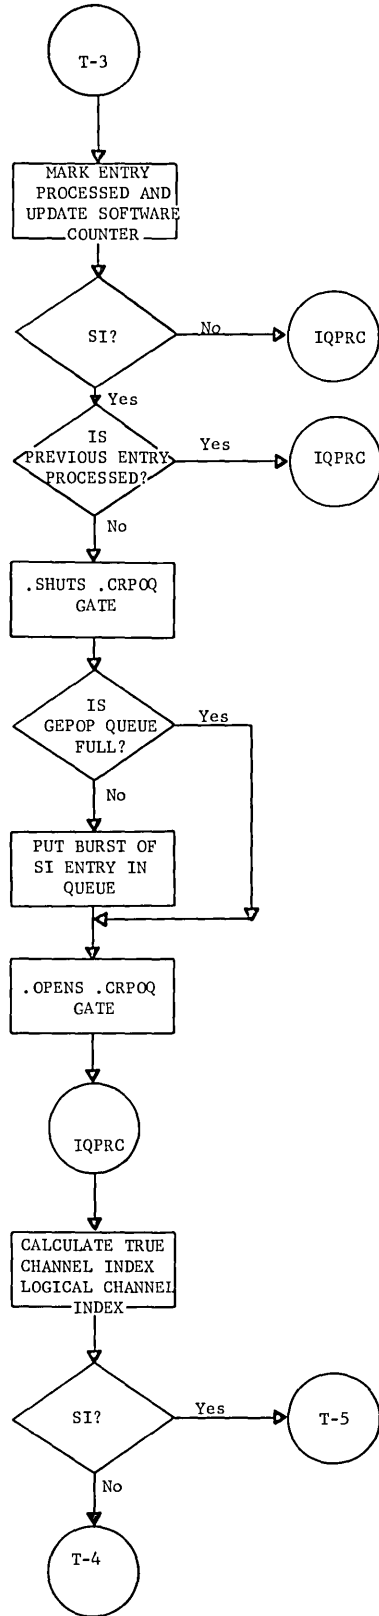 T-3
MARK ENTRY
PROCESSED AND
UPDATE SOFTWARE
COUNTER
SI?
No
IQPRC
Yes
IS
PREVIOUS ENTRY
PROCESSED?
Yes
IQPRC
No
.SHUTS .CRPOQ
GATE
IS
GEPOP QUEUE
FULL?
Yes
No
PUT BURST OF
SI ENTRY IN
QUEUE
.OPENS .CRPOQ
GATE
IQPRC
CALCULATE TRUE
CHANNEL INDEX
LOGICAL CHANNEL
INDEX
SI?
Yes
T-5
No
T-4